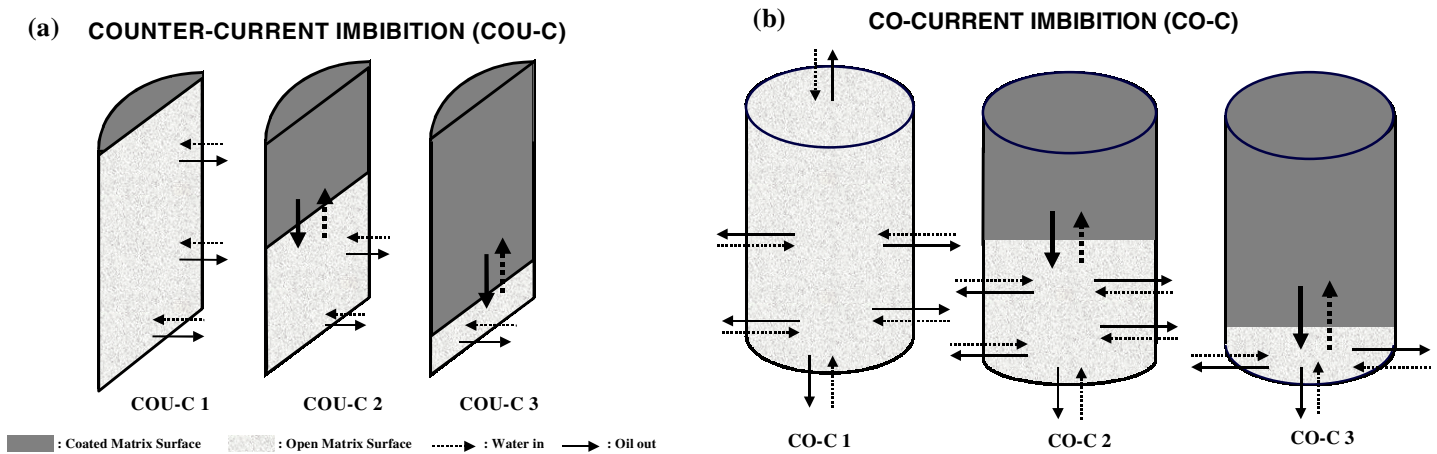 (a) COUNTER-CURRENT IMBIBITION (COU-C)
COU-C 1
COU-C 2
COU-C 3
: Coated Matrix Surface
: Open Matrix Surface
: Water in
: Oil out
(b) CO-CURRENT IMBIBITION (CO-C)
CO-C 1
CO-C 2
CO-C 3